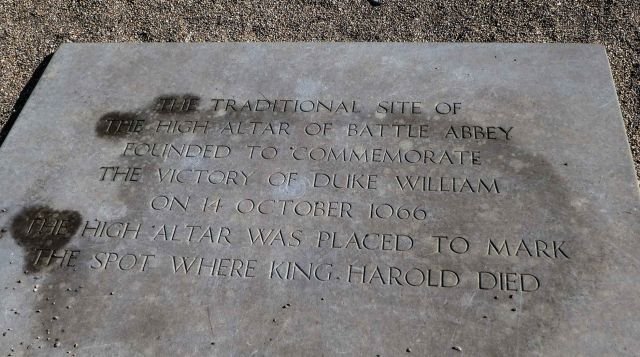 THE TRADITIONAL SITE OF
THE HIGH ALTAR OF BATTLE ABBEY
FOUNDED TO COMMEMORATE
THE VICTORY OF DUKE WILLIAM
ON 14 OCTOBER 1066
THE HIGH ALTAR WAS PLACED TO MARK
THE SPOT WHERE KING HAROLD DIED